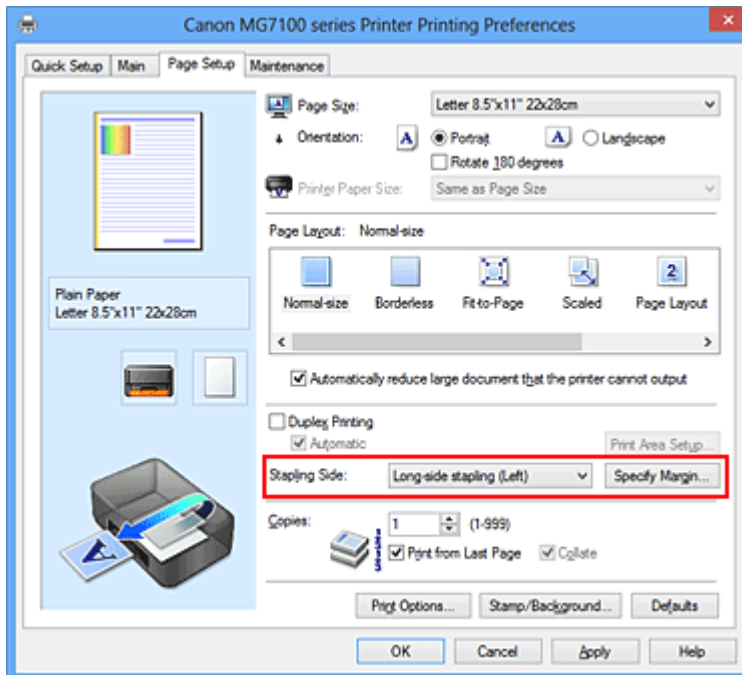 Canon MG7100 series Printer Printing Preferences
Quick Setup Main Page Setup Maintenance
Page Size: Letter 8.5"x11" 22x28cm
Orientation: A Portrait A Landscape
Rotate 180 degrees
Printer Paper Size: Same as Page Size
Page Layout: Normal-size
Normal-size Borderless Fit-to-Page Scaled Page Layout
Plain Paper
Letter 8.5"x11" 22x28cm
Automatically reduce large document that the printer cannot output
Duplex Printing
Automatic Print Area Setup...
Stapling Side: Long-side stapling (Left) Specify Margin...
Copies: 1 (1-999)
Print from Last Page Collate
Print Options... Stamp/Background... Defaults
OK Cancel Apply Help